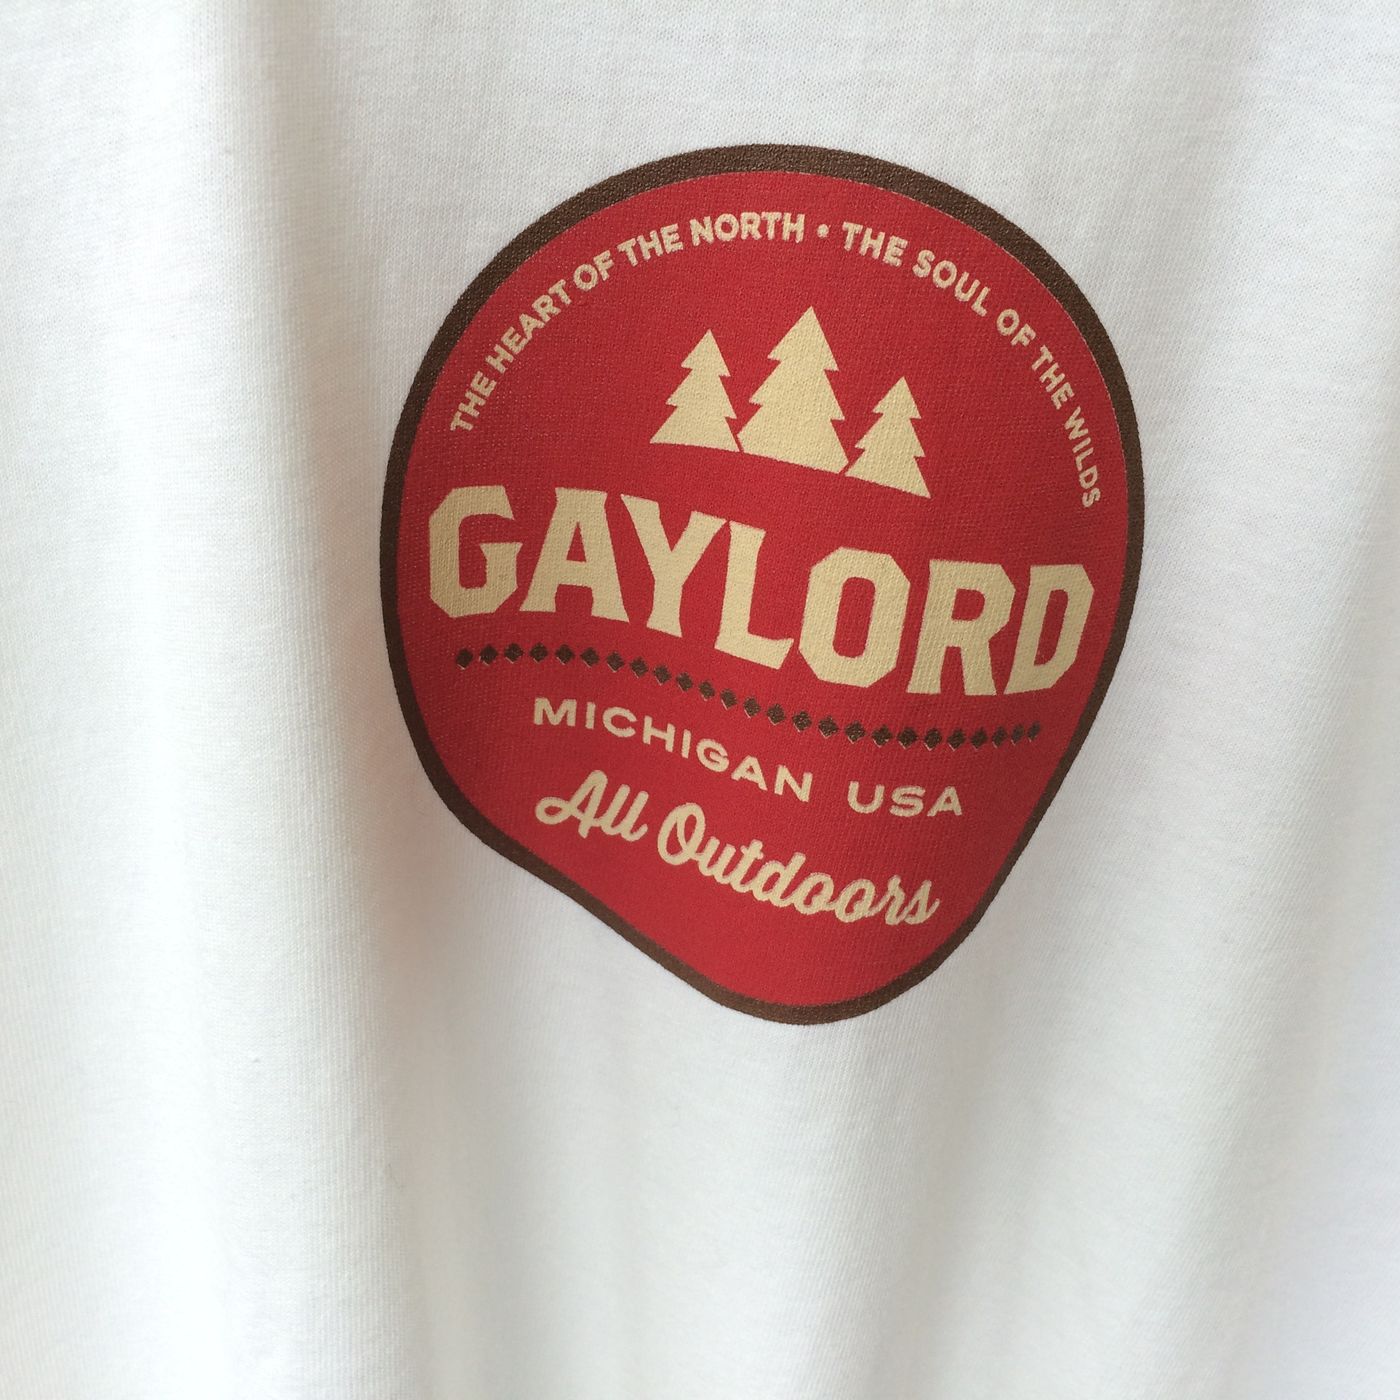 THE HEART OF THE NORTH • THE SOUL OF THE WILDS
GAYLORD
MICHIGAN USA
All Outdoors